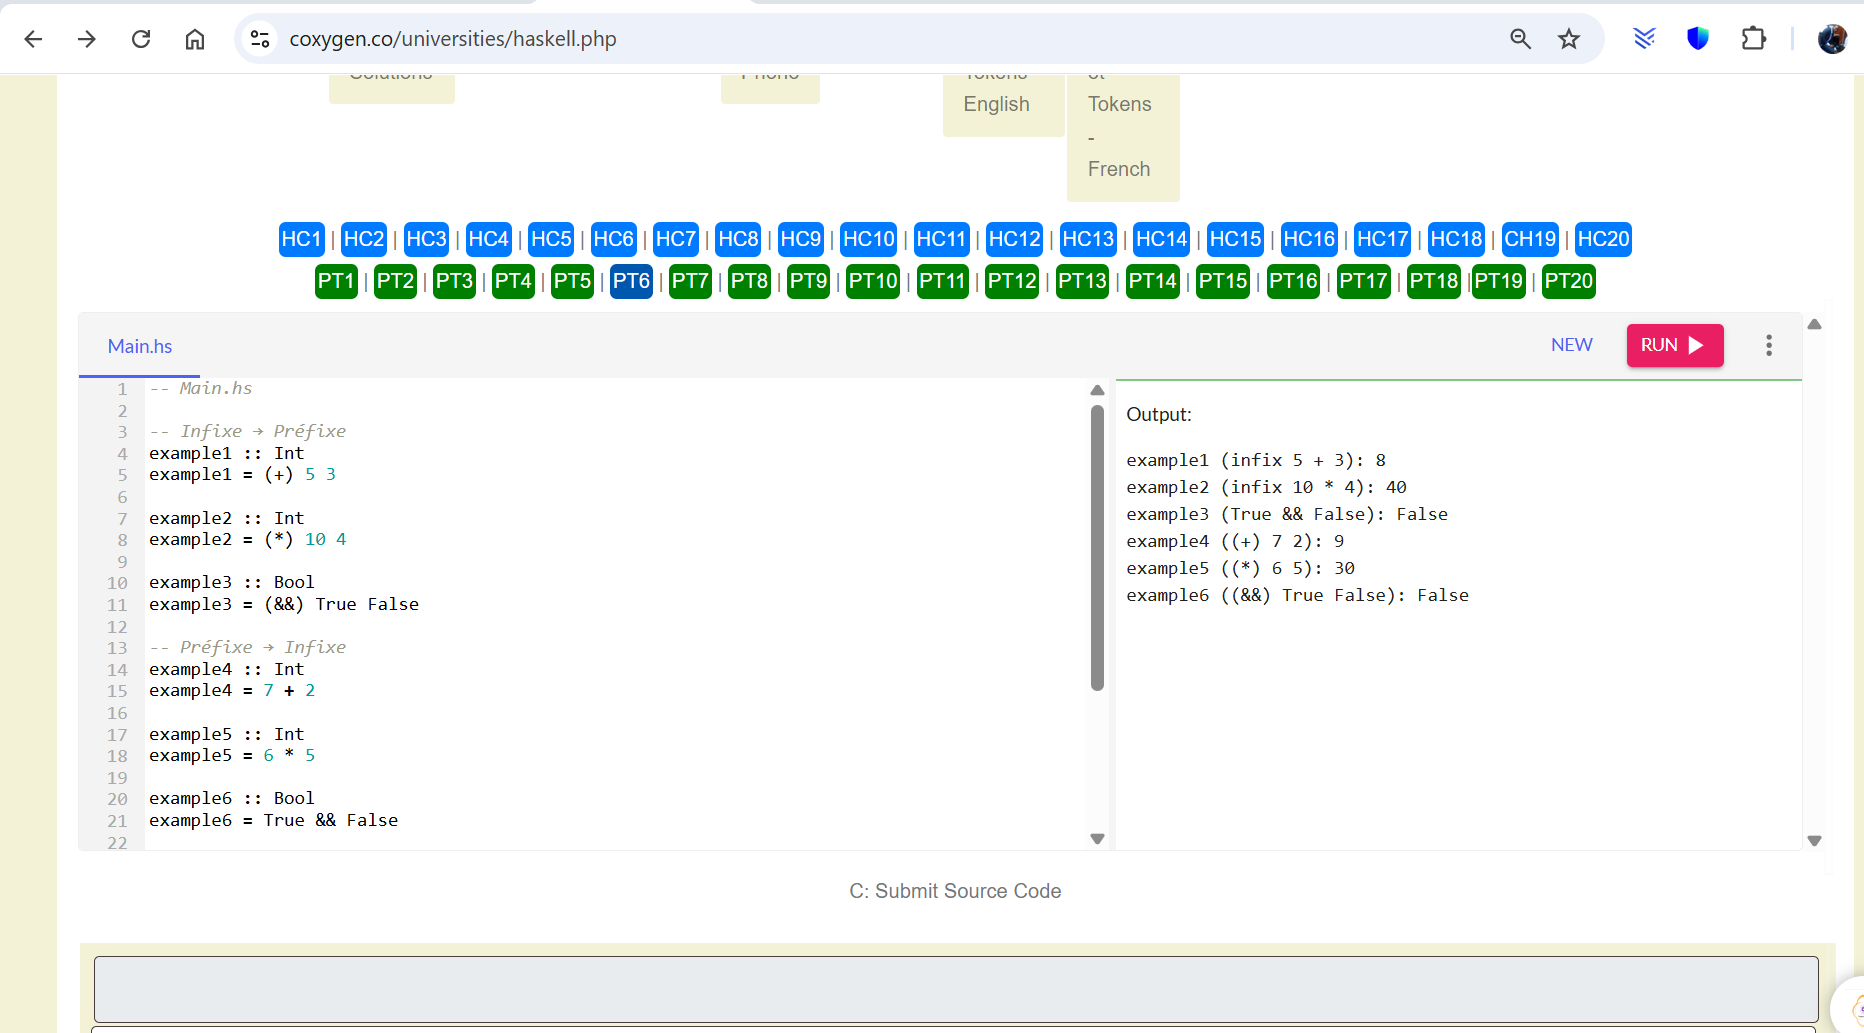 coxygen.co/universities/haskell.php
Solutions
Phone
Tokens
English
Tokens
-
French
HC1 | HC2 | HC3 | HC4 | HC5 | HC6 | HC7 | HC8 | HC9 | HC10 | HC11 | HC12 | HC13 | HC14 | HC15 | HC16 | HC17 | HC18 | CH19 | HC20
PT1 | PT2 | PT3 | PT4 | PT5 | PT6 | PT7 | PT8 | PT9 | PT10 | PT11 | PT12 | PT13 | PT14 | PT15 | PT16 | PT17 | PT18 |PT19 | PT20
Main.hs
NEW
RUN
1 -- Main.hs
2
3 -- Infixe → Préfixe
4 example1 :: Int
5 example1 = (+) 5 3
6
7 example2 :: Int
8 example2 = (*) 10 4
9
10 example3 :: Bool
11 example3 = (&&) True False
12
13 -- Préfixe → Infixe
14 example4 :: Int
15 example4 = 7 + 2
16
17 example5 :: Int
18 example5 = 6 * 5
19
20 example6 :: Bool
21 example6 = True && False
22
Output:
example1 (infix 5 + 3): 8
example2 (infix 10 * 4): 40
example3 (True && False): False
example4 ((+) 7 2): 9
example5 ((*) 6 5): 30
example6 ((&&) True False): False
C: Submit Source Code